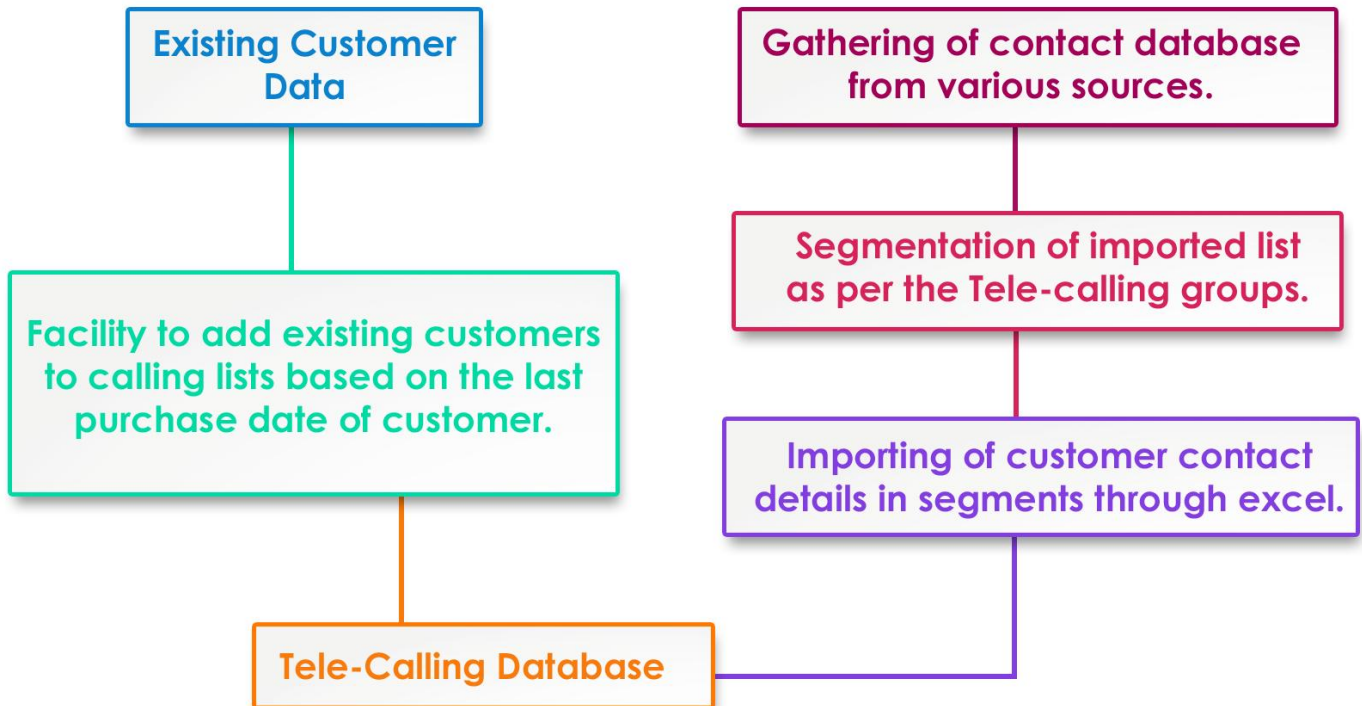 Existing Customer
Data
Gathering of contact database
from various sources.
Segmentation of imported list
as per the Tele-calling groups.
Facility to add existing customers
to calling lists based on the last
purchase date of customer.
Importing of customer contact
details in segments through excel.
Tele-Calling Database